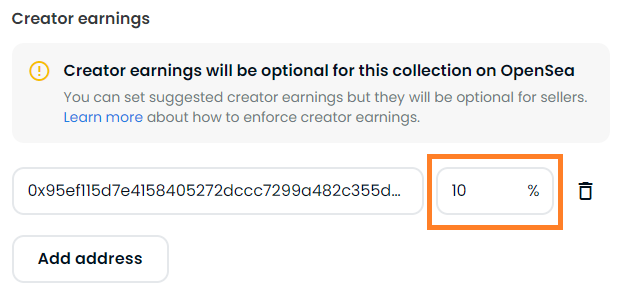 Creator earnings
Creator earnings will be optional for this collection on OpenSea
You can set suggested creator earnings but they will be optional for sellers.
Learn more about how to enforce creator earnings.
0x95ef115d7e4158405272dccc7299a482c355d... 10 %
Add address